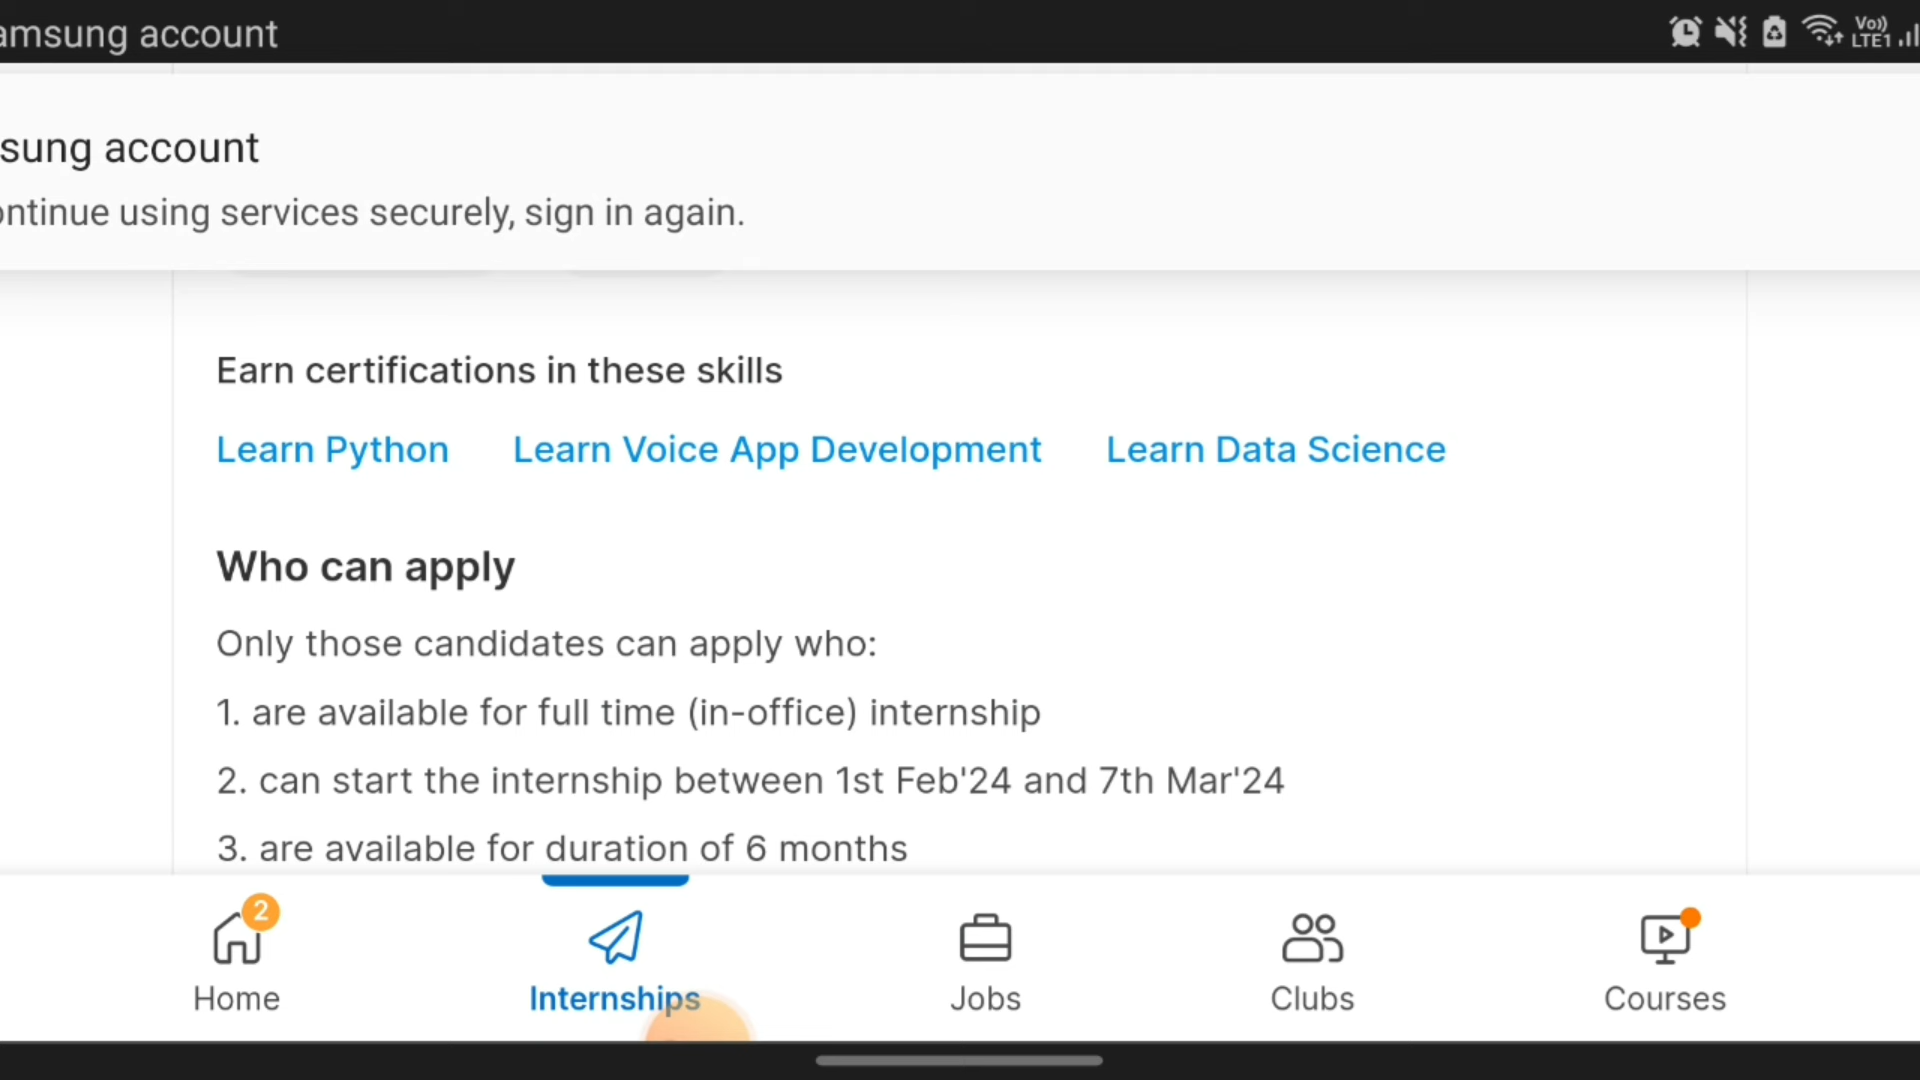 amsung account
Vo))
LTE1
sung account
ontinue using services securely, sign in again.
Earn certifications in these skills
Learn Python Learn Voice App Development Learn Data Science
Who can apply
Only those candidates can apply who:
1. are available for full time (in-office) internship
2. can start the internship between 1st Feb'24 and 7th Mar'24
3. are available for duration of 6 months
2
Home Internships Jobs Clubs Courses